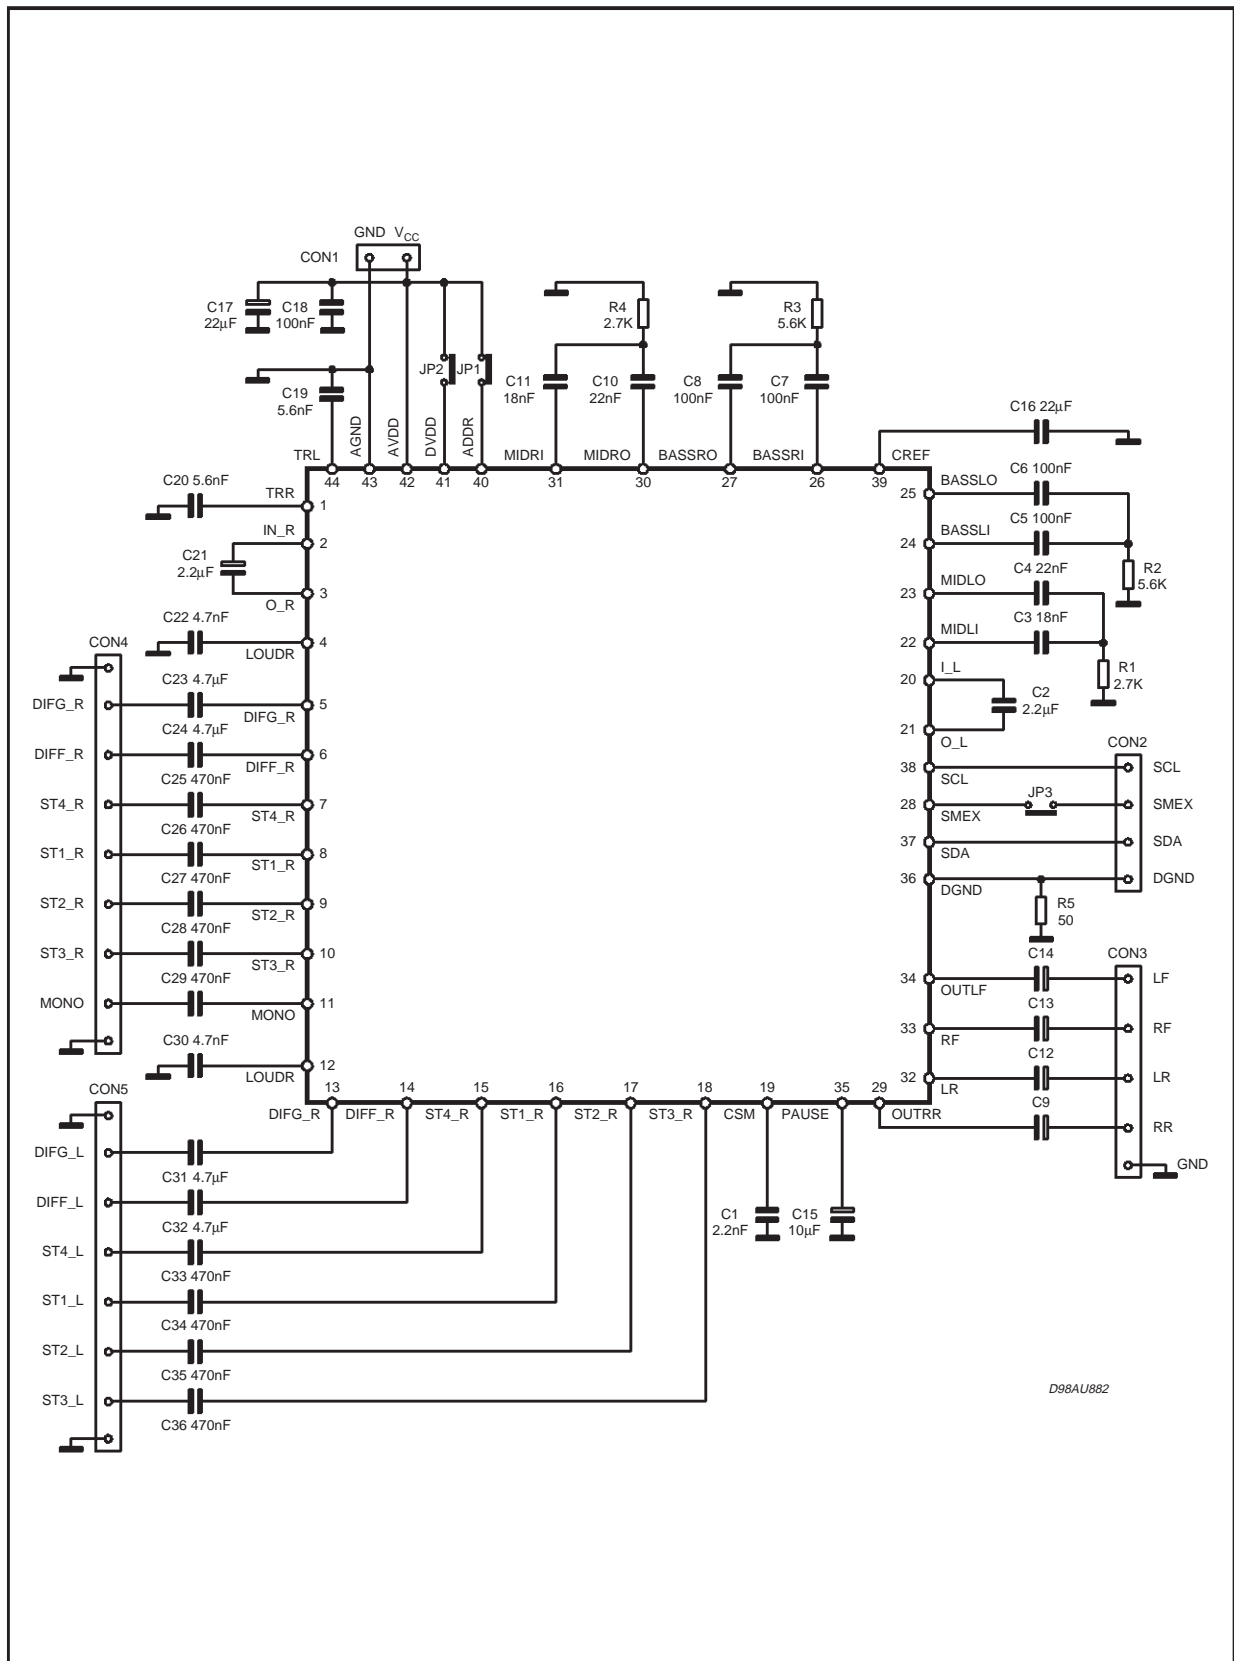 GND VCC
CON1
C17
22µF
C18
100nF
R4
2.7K
R3
5.6K
JP2
JP1
C19
5.6nF
C11
18nF
C10
22nF
C8
100nF
C7
100nF
C16 22µF
TRL
AGND
AVDD
DVDD
ADDR
MIDRI
MIDRO
BASSRO
BASSRI
CREF
44
43
42
41
40
31
30
27
26
39
C20 5.6nF
TRR
1
IN_R
2
C21
2.2µF
3
O_R
C22 4.7nF
4
LOUDR
CON4
C23 4.7µF
DIFG_R
5
DIFG_R
C24 4.7µF
DIFF_R
6
DIFF_R
C25 470nF
ST4_R
7
ST4_R
C26 470nF
ST1_R
8
ST1_R
C27 470nF
ST2_R
9
ST2_R
C28 470nF
ST3_R
10
ST3_R
C29 470nF
MONO
11
MONO
C30 4.7nF
12
LOUDR
C6 100nF
25
BASSLO
C5 100nF
24
BASSLI
R2
5.6K
C4 22nF
23
MIDLO
C3 18nF
22
MIDLI
R1
2.7K
I_L
20
C2
2.2µF
21
O_L
CON2
38
SCL
SCL
JP3
28
SMEX
SMEX
37
SDA
SDA
36
DGND
DGND
R5
50
C14
CON3
34
OUTLF
LF
C13
33
RF
RF
C12
32
LR
LR
C9
RR
GND
13
14
15
16
17
18
19
35
29
DIFG_R
DIFF_R
ST4_R
ST1_R
ST2_R
ST3_R
CSM
PAUSE
OUTRR
CON5
DIFG_L
C31 4.7µF
DIFF_L
C32 4.7µF
ST4_L
C33 470nF
ST1_L
C34 470nF
ST2_L
C35 470nF
ST3_L
C36 470nF
C1
2.2nF
C15
10µF
D98AU882